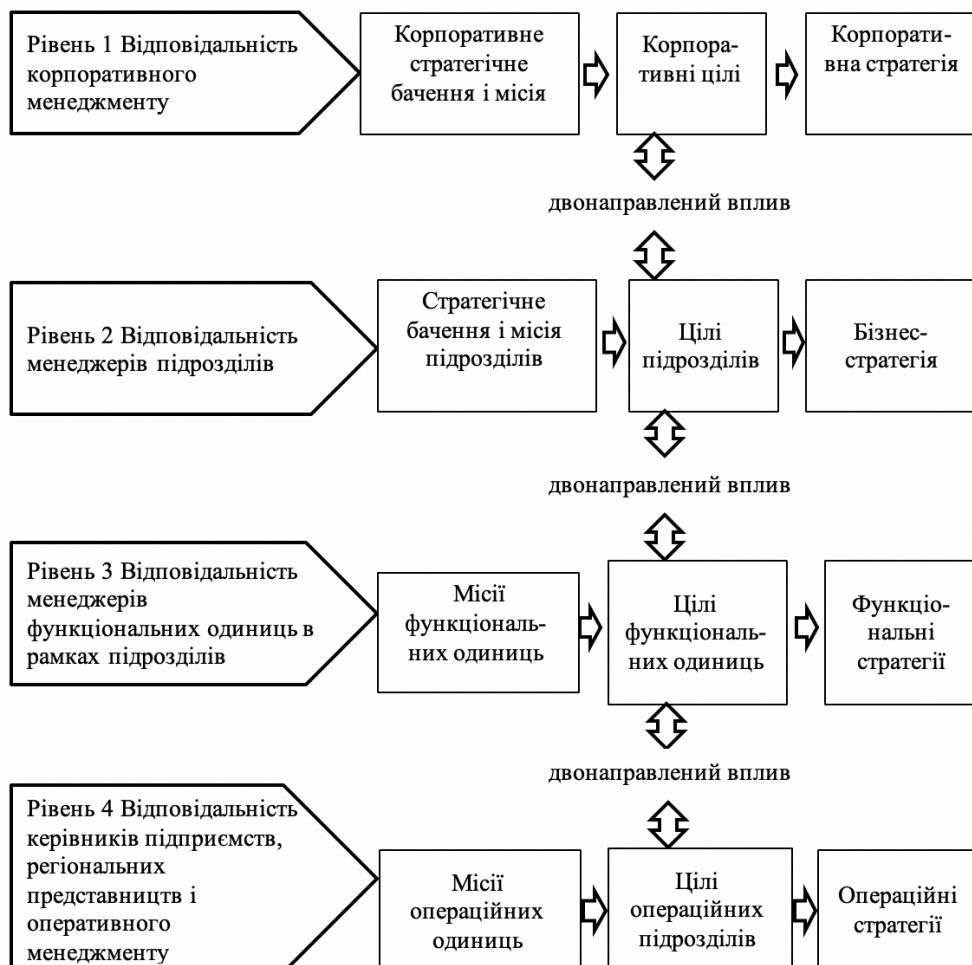 Рівень 1 Відповідальність
корпоративного
менеджменту
Корпоративне
стратегічне
бачення і місія
Корпора-
тивні цілі
Корпорати-
вна стратегія
двонаправлений вплив
Рівень 2 Відповідальність
менеджерів підрозділів
Стратегічне
бачення і місія
підрозділів
Цілі
підрозділів
Бізнес-
стратегія
двонаправлений вплив
Рівень 3 Відповідальність
менеджерів
функціональних одиниць в
рамках підрозділів
Місії
функціональ-
них одиниць
Цілі
функціональ-
них одиниць
Функціо-
нальні
стратегії
двонаправлений вплив
Рівень 4 Відповідальність
керівників підприємств,
регіональних
представництв і
оперативного
менеджменту
Місії
операційних
одиниць
Цілі
операційних
підрозділів
Операційні
стратегії